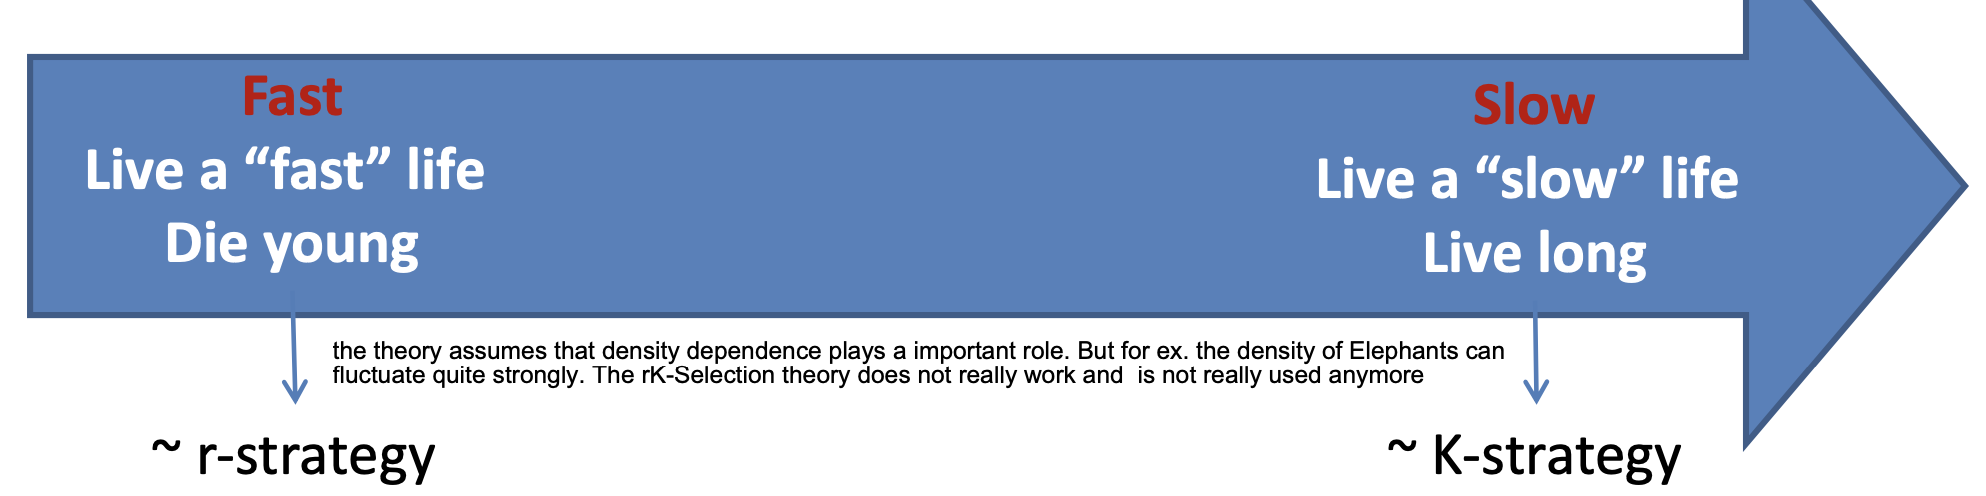 Fast
Live a “fast” life
Die young
Slow
Live a “slow” life
Live long
the theory assumes that density dependence plays a important role. But for ex. the density of Elephants can
fluctuate quite strongly. The rK-Selection theory does not really work and  is not really used anymore
~ r-strategy
~ K-strategy